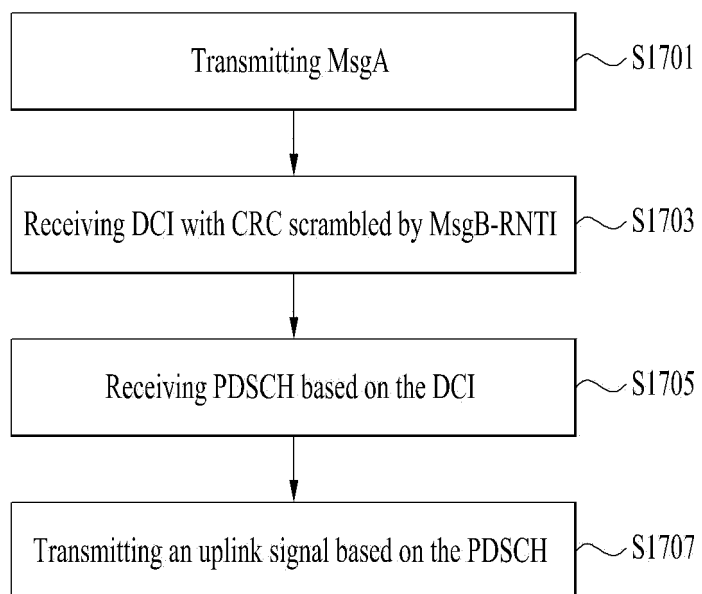 Transmitting MsgA S1701
Receiving DCI with CRC scrambled by MsgB-RNTI S1703
Receiving PDSCH based on the DCI S1705
Transmitting an uplink signal based on the PDSCH S1707